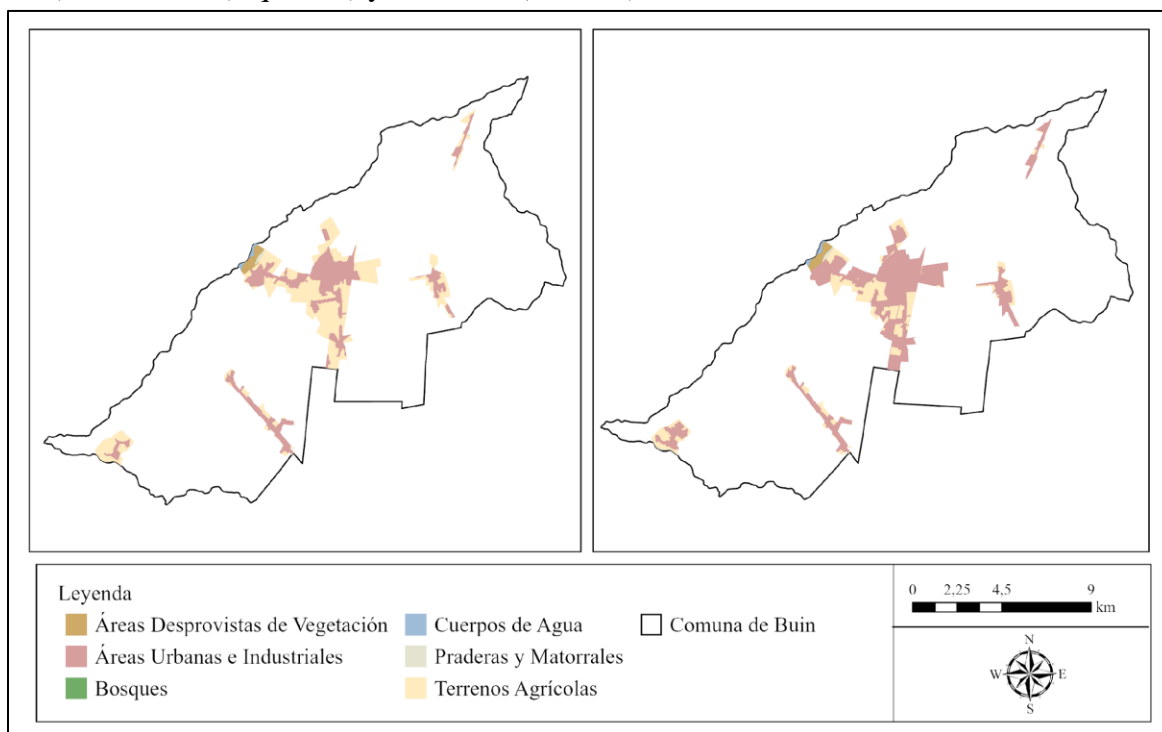 Leyenda
Áreas Desprovistas de Vegetación
Áreas Urbanas e Industriales
Bosques
Cuerpos de Agua
Praderas y Matorrales
Terrenos Agrícolas
Comuna de Buin
0 2,25 4,5 9
km
N
W E
S